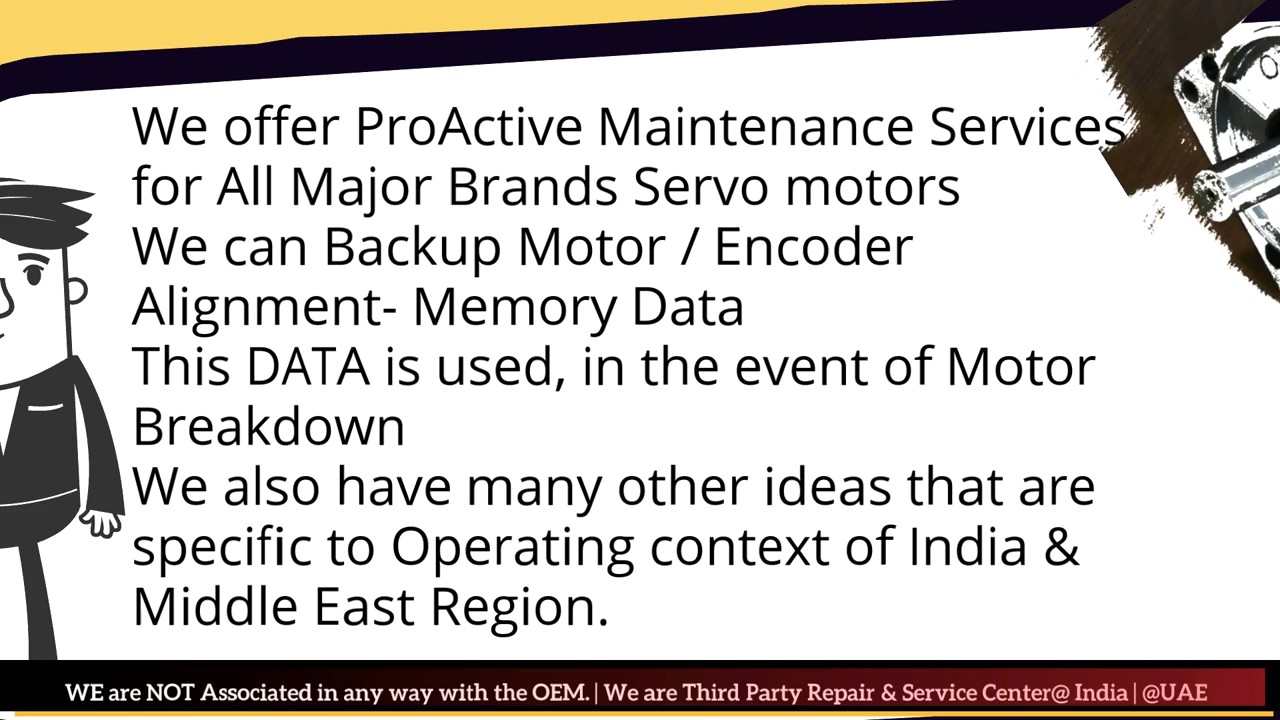 We offer ProActive Maintenance Services
for All Major Brands Servo motors
We can Backup Motor / Encoder
Alignment- Memory Data
This DATA is used, in the event of Motor
Breakdown
We also have many other ideas that are
specific to Operating context of India &
Middle East Region.
WE are NOT Associated in any way with the OEM. | We are Third Party Repair & Service Center@ India | @UAE